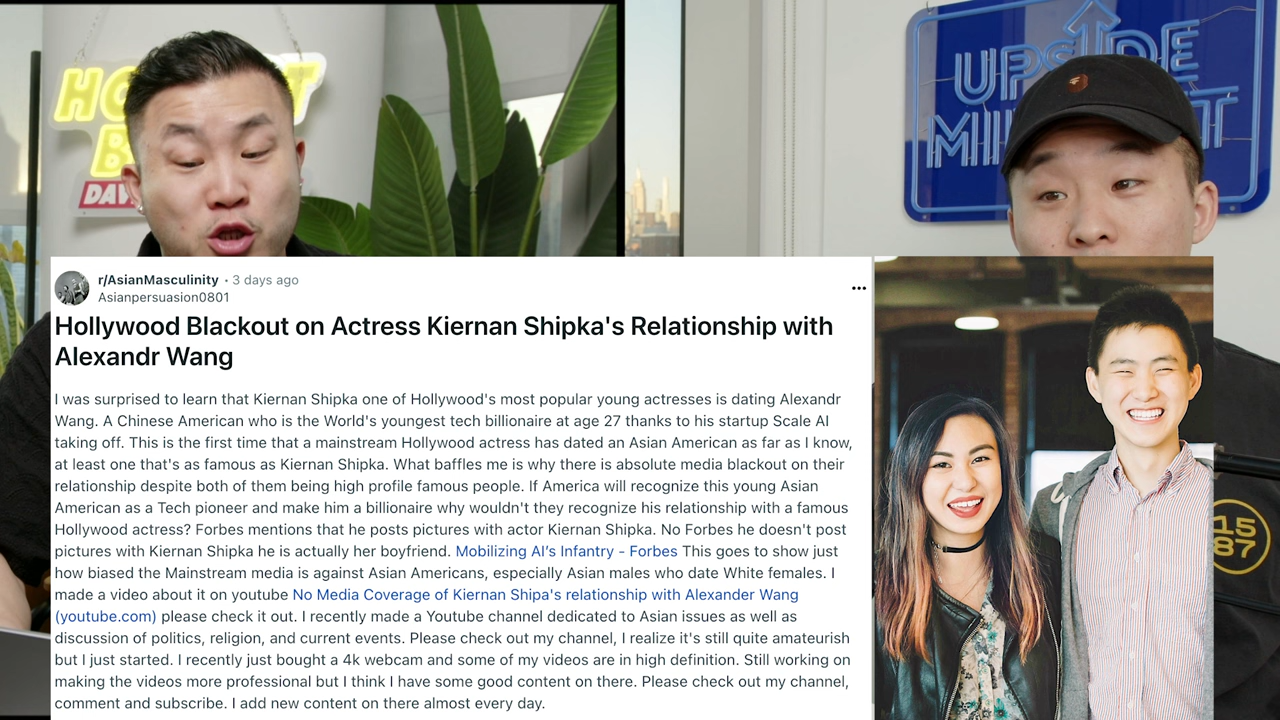 HO
T
B
DAV
UPSIDE
MI
T
r/AsianMasculinity • 3 days ago
Asianpersuasion0801
Hollywood Blackout on Actress Kiernan Shipka's Relationship with
Alexandr Wang
I was surprised to learn that Kiernan Shipka one of Hollywood's most popular young actresses is dating Alexandr
Wang. A Chinese American who is the World's youngest tech billionaire at age 27 thanks to his startup Scale AI
taking off. This is the first time that a mainstream Hollywood actress has dated an Asian American as far as I know,
at least one that's as famous as Kiernan Shipka. What baffles me is why there is absolute media blackout on their
relationship despite both of them being high profile famous people. If America will recognize this young Asian
American as a Tech pioneer and make him a billionaire why wouldn't they recognize his relationship with a famous
Hollywood actress? Forbes mentions that he posts pictures with actor Kiernan Shipka. No Forbes he doesn't post
pictures with Kiernan Shipka he is actually her boyfriend. Mobilizing AI's Infantry - Forbes This goes to show just
how biased the Mainstream media is against Asian Americans, especially Asian males who date White females. I
made a video about it on youtube No Media Coverage of Kiernan Shipa's relationship with Alexander Wang
(youtube.com) please check it out. I recently made a Youtube channel dedicated to Asian issues as well as
discussion of politics, religion, and current events. Please check out my channel, I realize it's still quite amateurish
but I just started. I recently just bought a 4k webcam and some of my videos are in high definition. Still working on
making the videos more professional but I think I have some good content on there. Please check out my channel,
comment and subscribe. I add new content on there almost every day.
15
87